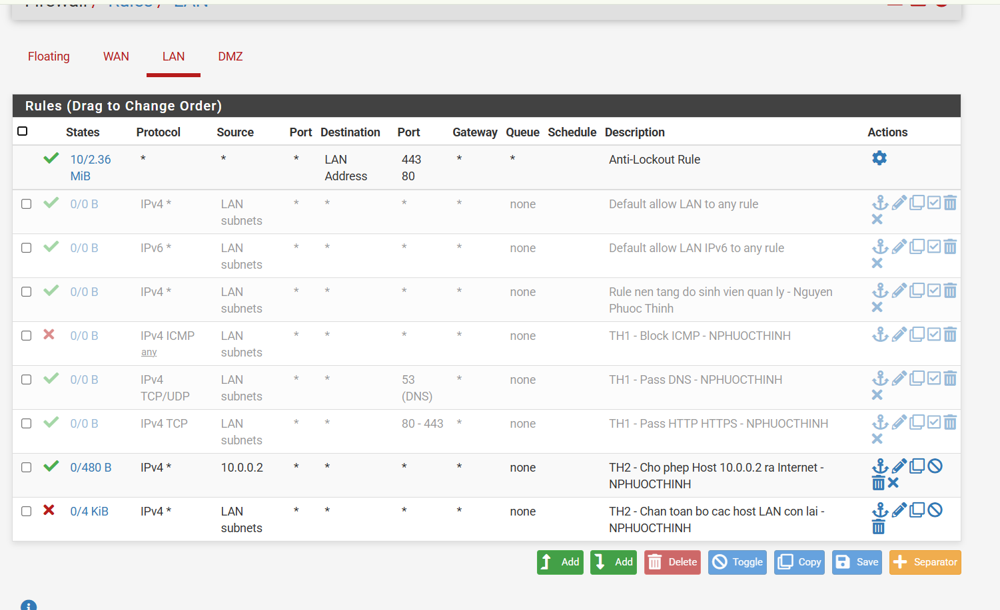 Firewall / Rules / LAN
Floating WAN LAN DMZ
Rules (Drag to Change Order)
States Protocol Source Port Destination Port Gateway Queue Schedule Description Actions
10/2.36 * * * LAN 443 * * Anti-Lockout Rule
MiB Address 80
0/0 B IPv4 * LAN * * * * none Default allow LAN to any rule
subnets
0/0 B IPv6 * LAN * * * * none Default allow LAN IPv6 to any rule
subnets
0/0 B IPv4 * LAN * * * * none Rule nen tang do sinh vien quan ly - Nguyen
subnets Phuoc Thinh
0/0 B IPv4 ICMP LAN * * * * none TH1 - Block ICMP - NPHUOCTHINH
any subnets
0/0 B IPv4 LAN * * 53 * none TH1 - Pass DNS - NPHUOCTHINH
TCP/UDP subnets (DNS)
0/0 B IPv4 TCP LAN * * 80 - 443 * none TH1 - Pass HTTP HTTPS - NPHUOCTHINH
subnets
0/480 B IPv4 * 10.0.0.2 * * * * none TH2 - Cho phep Host 10.0.0.2 ra Internet -
NPHUOCTHINH
0/4 KiB IPv4 * LAN * * * * none TH2 - Chan toan bo cac host LAN con lai -
subnets NPHUOCTHINH
Add Add Delete Toggle Copy Save Separator